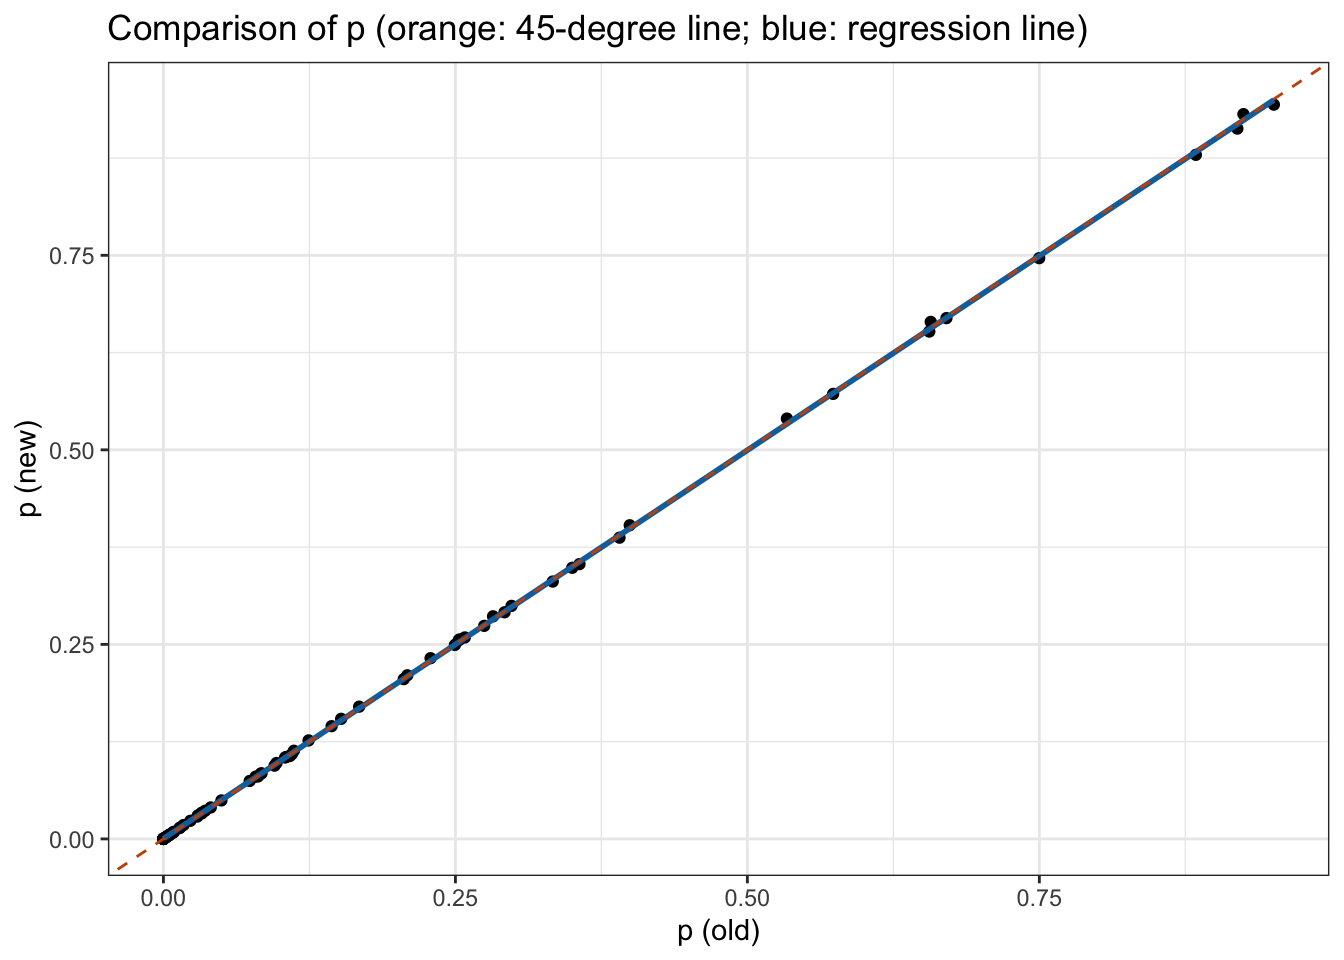 Comparison of p (orange: 45-degree line; blue: regression line)
p (new)
0.75
0.50
0.25
0.00
0.00 0.25 0.50 0.75
p (old)